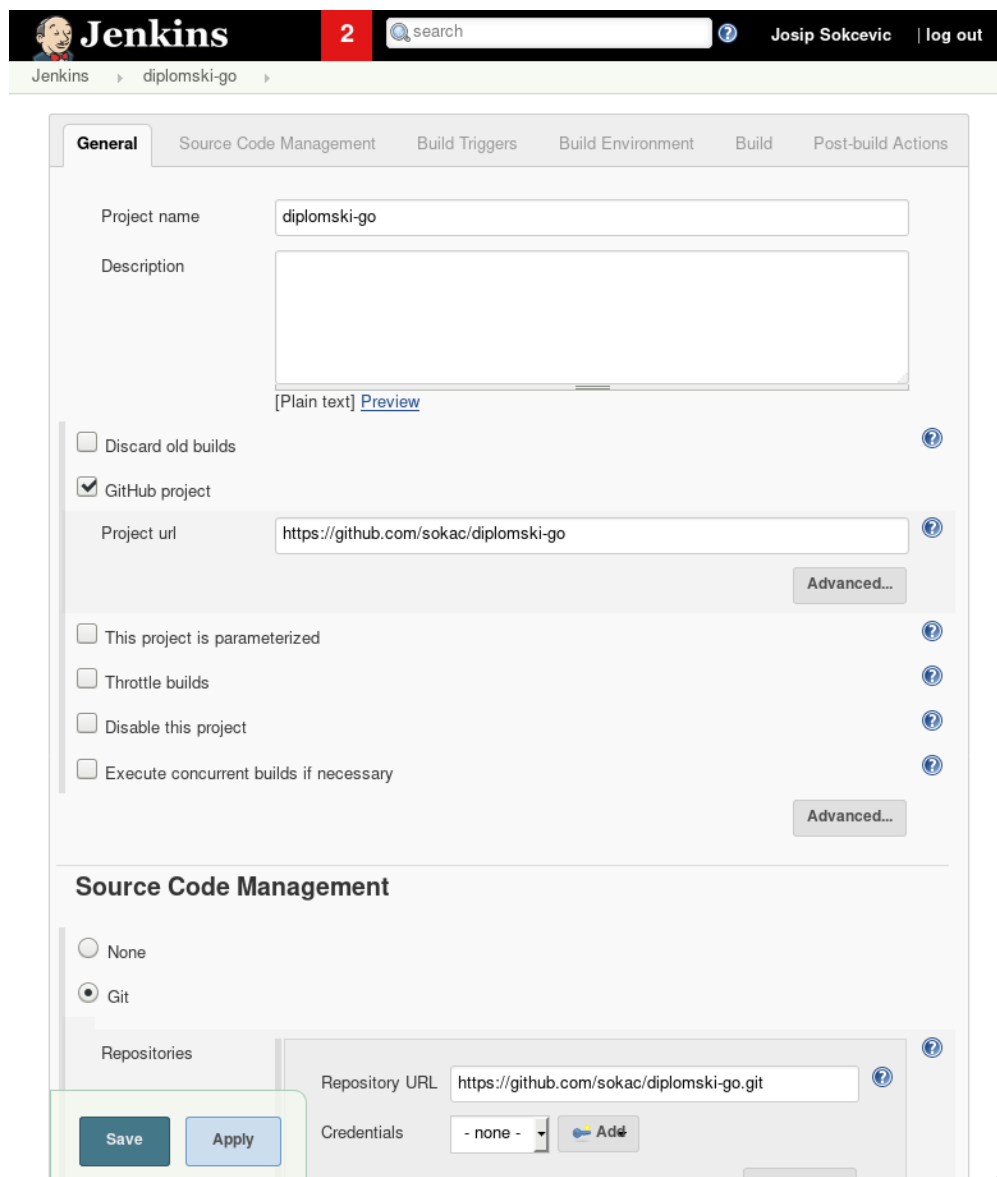 Jenkins 2 search Josip Sokcevic | log out
Jenkins diplomski-go
General Source Code Management Build Triggers Build Environment Build Post-build Actions
Project name diplomski-go
Description
[Plain text] Preview
Discard old builds
GitHub project
Project url https://github.com/sokac/diplomski-go
Advanced...
This project is parameterized
Throttle builds
Disable this project
Execute concurrent builds if necessary
Advanced...
Source Code Management
None
Git
Repositories
Repository URL https://github.com/sokac/diplomski-go.git
Credentials - none - Add
Save Apply